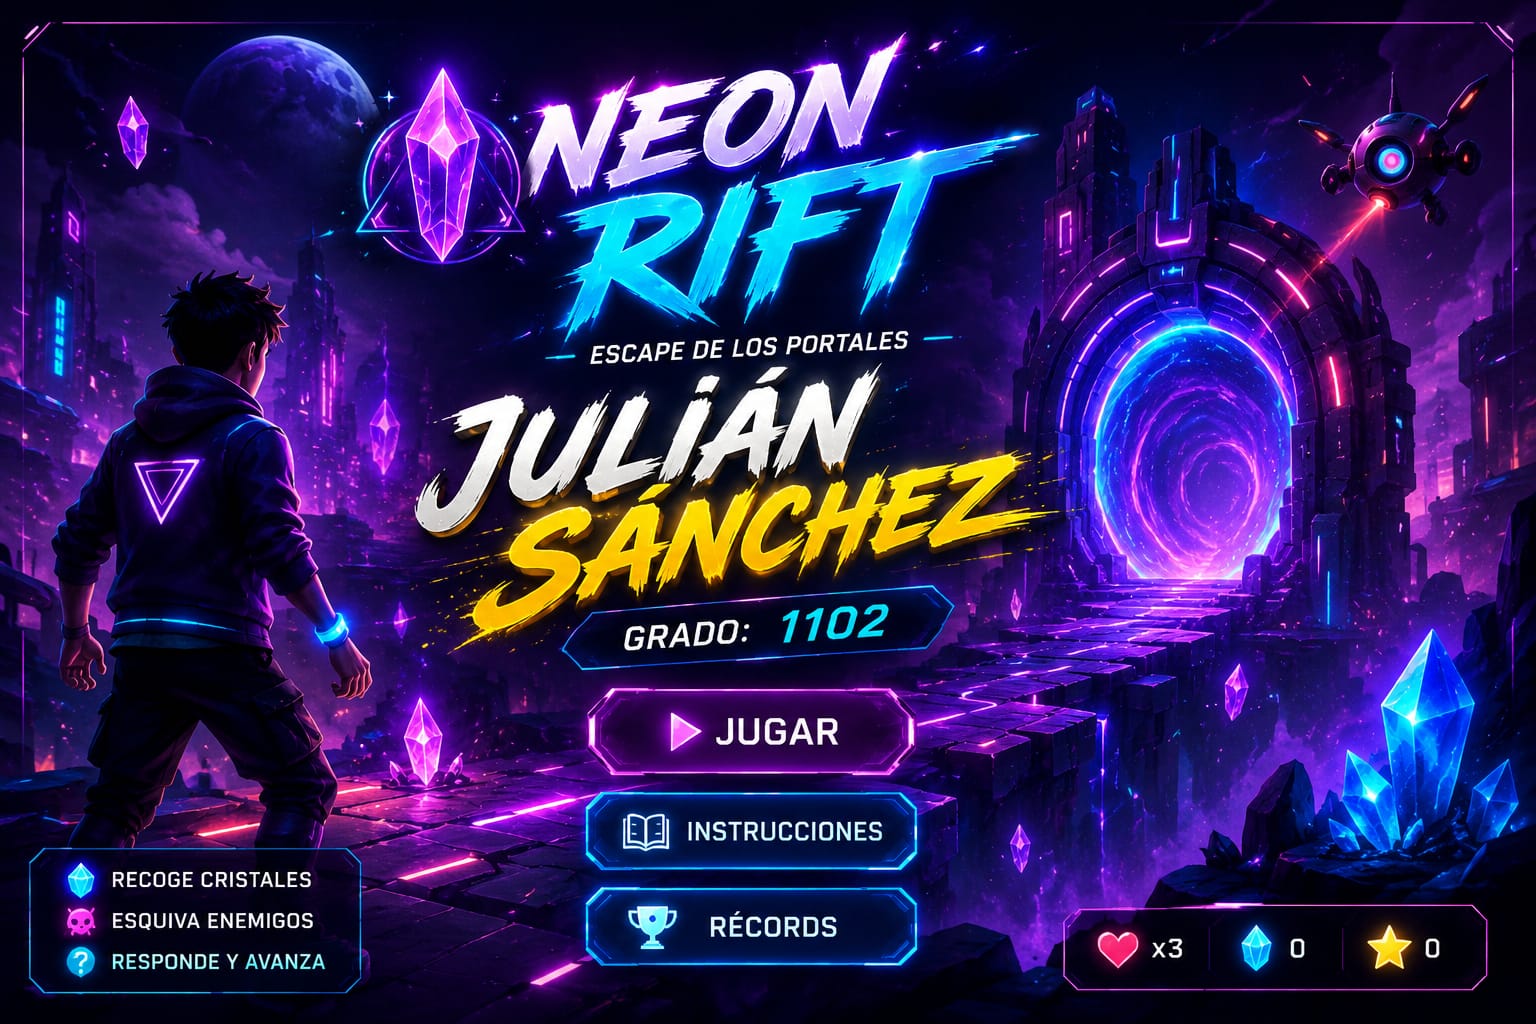 NEON
RIFT
ESCAPE DE LOS PORTALES
JULIÁN
SÁNCHEZ
GRADO: 1102
JUGAR
INSTRUCCIONES
RÉCORDS
RECOGE CRISTALES
ESQUIVA ENEMIGOS
RESPONDE Y AVANZA
x3 0 0